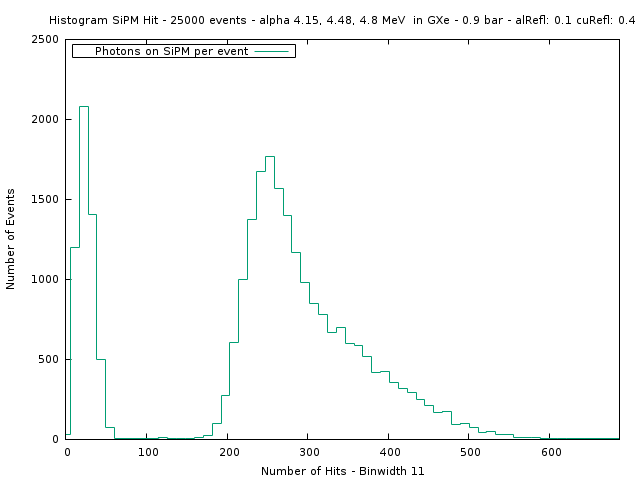 Histogram SiPM Hit - 25000 events - alpha 4.15, 4.48, 4.8 MeV  in GXe - 0.9 bar - alRefl: 0.1 cuRefl: 0.4
Photons on SiPM per event
2500
2000
1500
1000
500
0
Number of Events
0 100 200 300 400 500 600
Number of Hits - Binwidth 11